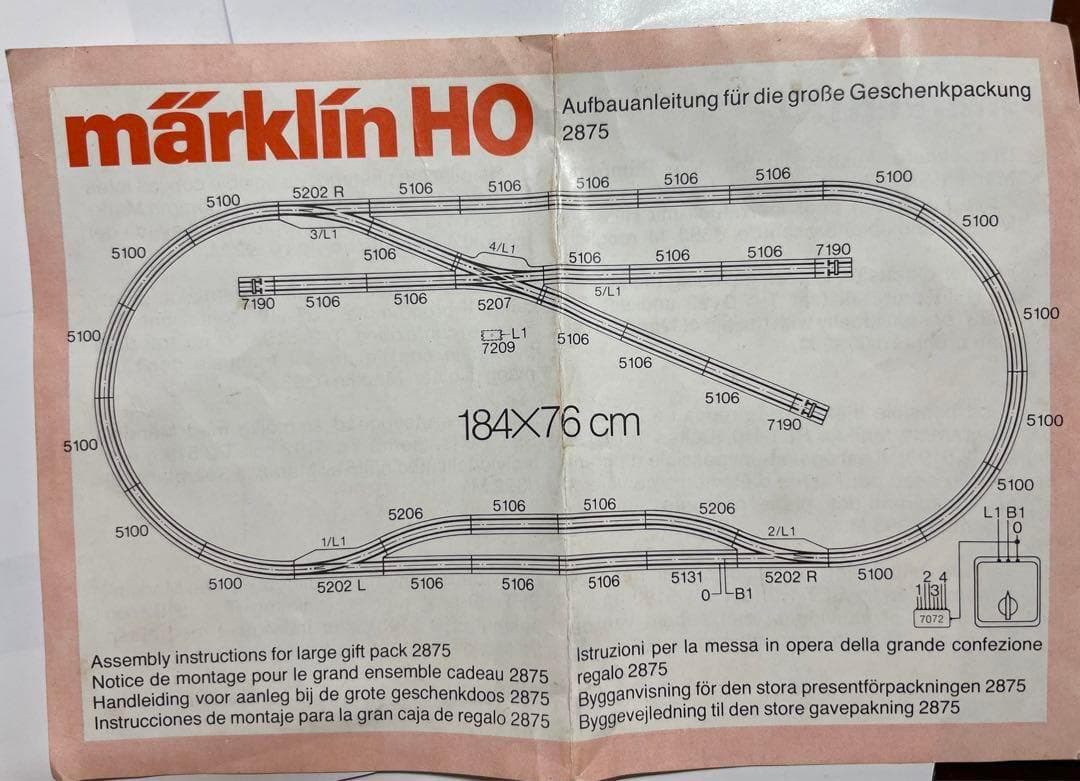 märklín HO
Aufbauanleitung für die große Geschenkpackung
2875
5100
5202 R
5106
5106
5106
5106
5106
5100
5100
3/L1
5106
4/L1
5106
5106
7190
5100
7190
5106
5106
5207
5/L1
5100
5100
L1
7209
5106
5106
5106
7190
184X76 cm
5100
5100
5100
5206
5106
5106
5206
5100
1/L1
2/L1
5100
5202 L
5106
5106
5106
5131
5202 R
5100
0
B1
L1 B1
0
2 4
1 3
7072
Assembly instructions for large gift pack 2875
Notice de montage pour le grand ensemble cadeau 2875
Handleiding voor aanleg bij de grote geschenkdoos 2875
Instrucciones de montaje para la gran caja de regalo 2875
Istruzioni per la messa in opera della grande confezione
regalo 2875
Bygganvisning för den stora presentförpackningen 2875
Byggevejledning til den store gavepakning 2875